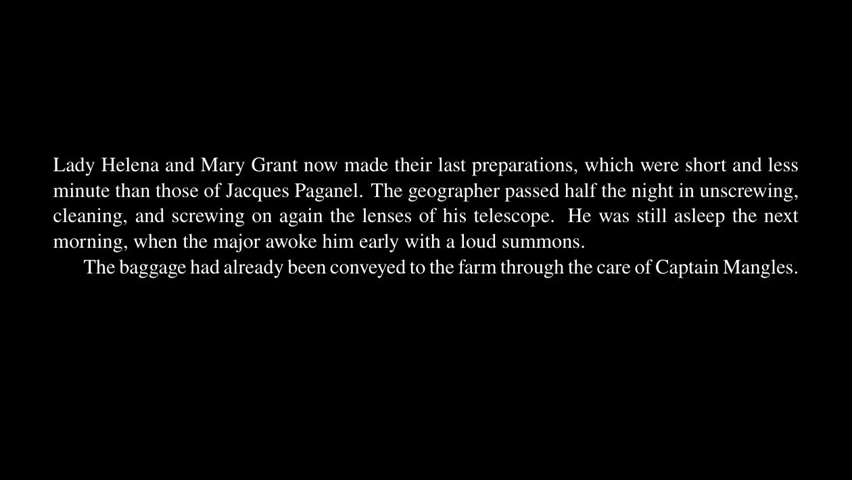 Lady Helena and Mary Grant now made their last preparations, which were short and less
minute than those of Jacques Paganel. The geographer passed half the night in unscrewing,
cleaning, and screwing on again the lenses of his telescope. He was still asleep the next
morning, when the major awoke him early with a loud summons.
The baggage had already been conveyed to the farm through the care of Captain Mangles.